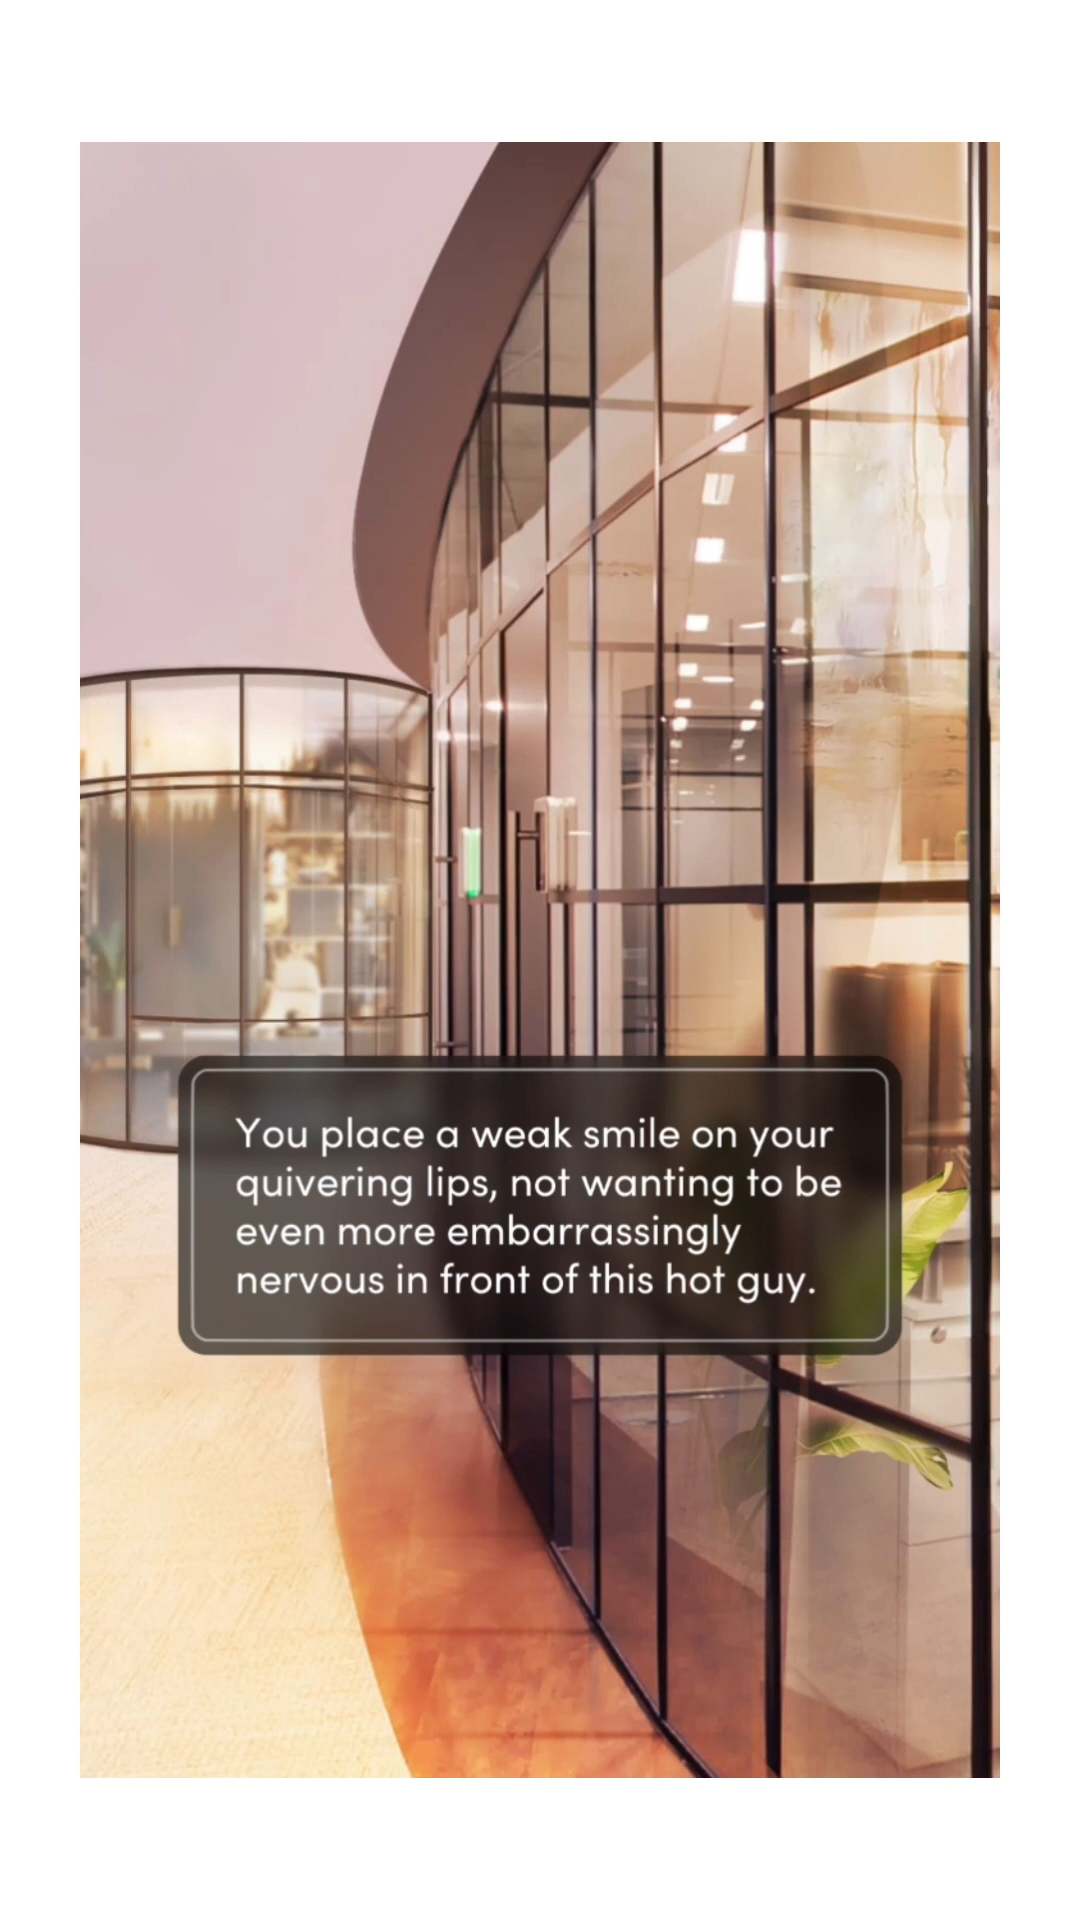 You place a weak smile on your
quivering lips, not wanting to be
even more embarrassingly
nervous in front of this hot guy.